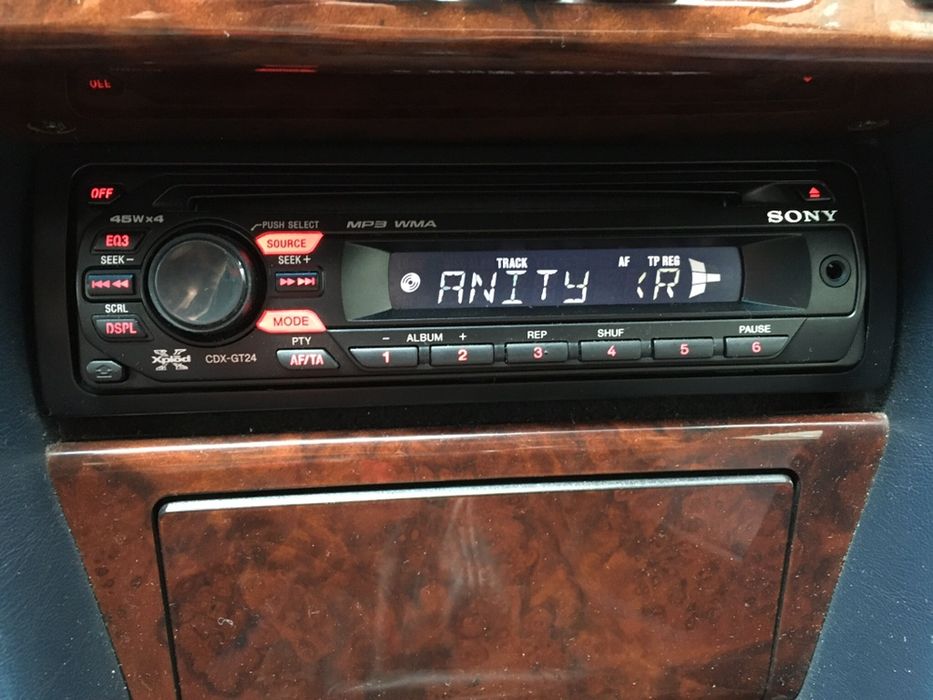 OFF
45W×4
PUSH SELECT
MP3 WMA
SONY
EQ3
SOURCE
SEEK −
SEEK +
TRACK
AF
TP REG
ANITY (R
SCRL
DSPL
MODE
PTY
AF/TA
Xplōd
CDX-GT24
− ALBUM +
REP
SHUF
PAUSE
1
2
3
4
5
6